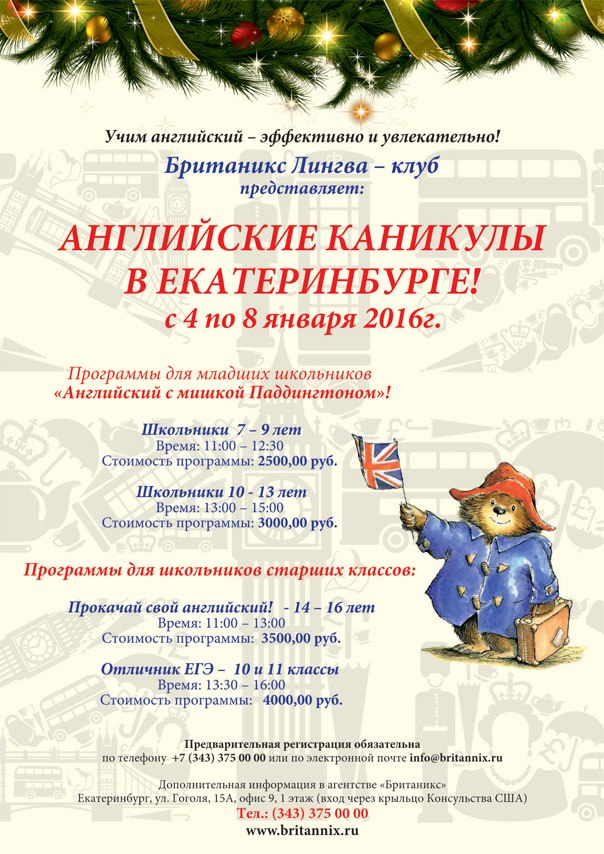 Учим английский – эффективно и увлекательно!
Британикс Лингва – клуб
представляет:
АНГЛИЙСКИЕ КАНИКУЛЫ
В ЕКАТЕРИНБУРГЕ!
с 4 по 8 января 2016г.
Программы для младших школьников
«Английский с мишкой Паддингтоном»!
Школьники 7 – 9 лет
Время: 11:00 – 12:30
Стоимость программы: 2500,00 руб.
Школьники 10 - 13 лет
Время: 13:00 – 15:00
Стоимость программы: 3000,00 руб.
Программы для школьников старших классов:
Прокачай свой английский! - 14 – 16 лет
Время: 11:00 – 13:00
Стоимость программы: 3500,00 руб.
Отличник ЕГЭ – 10 и 11 классы
Время: 13:30 – 16:00
Стоимость программы: 4000,00 руб.
Предварительная регистрация обязательна
по телефону +7 (343) 375 00 00 или по электронной почте info@britannix.ru
Дополнительная информация в агентстве «Британикс»
Екатеринбург, ул. Гоголя, 15А, офис 9, 1 этаж (вход через крыльцо Консульства США)
Тел.: (343) 375 00 00
www.britannix.ru